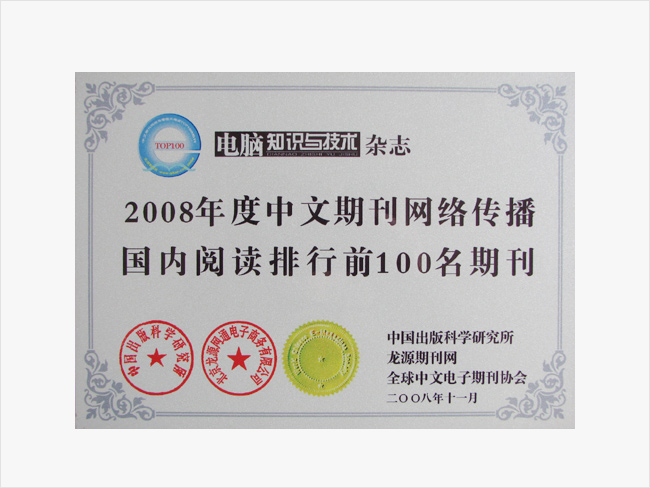 TOP100
电脑知识与技术杂志
2008年度中文期刊网络传播
国内阅读排行前100名期刊
中国出版科学研究所
北京龙源网通电子商务有限公司
中国出版科学研究所
龙源期刊网
全球中文电子期刊协会
二〇〇八年十一月